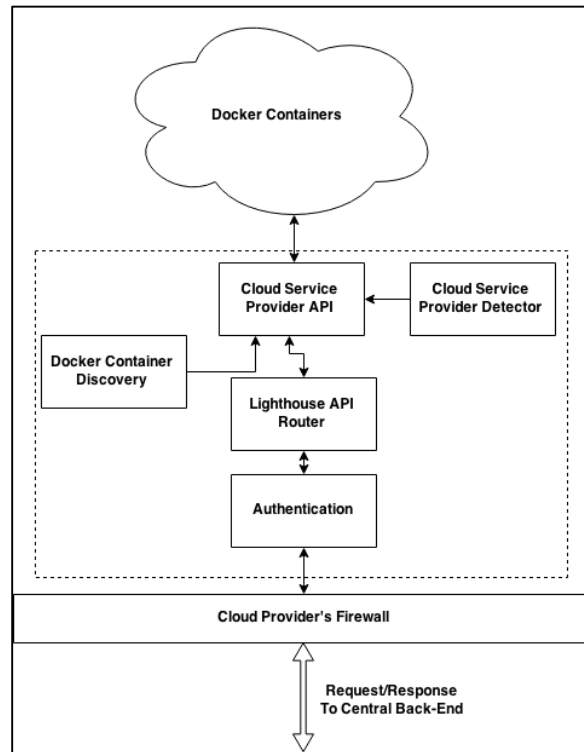 Docker Containers
Cloud Service
Provider API
Cloud Service
Provider Detector
Docker Container
Discovery
Lighthouse API
Router
Authentication
Cloud Provider's Firewall
Request/Response
To Central Back-End